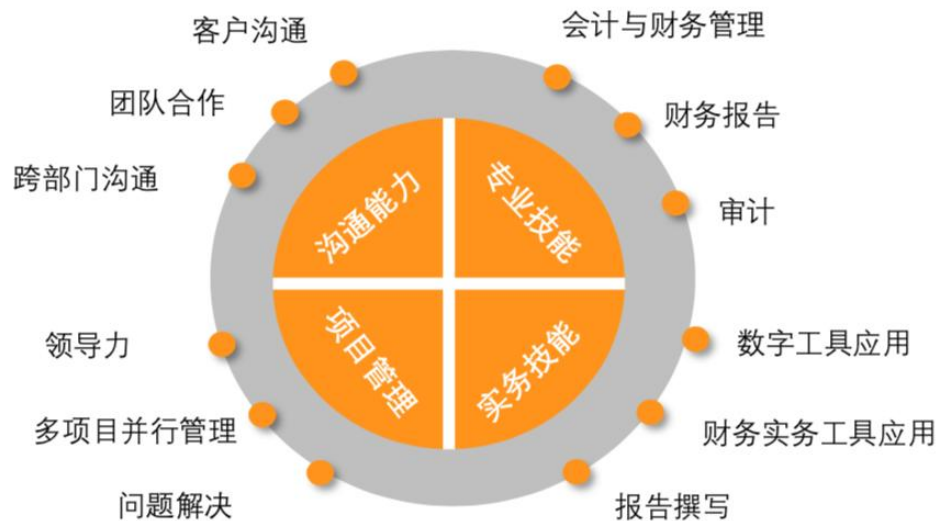 客户沟通
会计与财务管理
团队合作
财务报告
跨部门沟通
审计
沟通能力
专业技能
项目管理
实务技能
领导力
数字工具应用
多项目并行管理
财务实务工具应用
问题解决
报告撰写